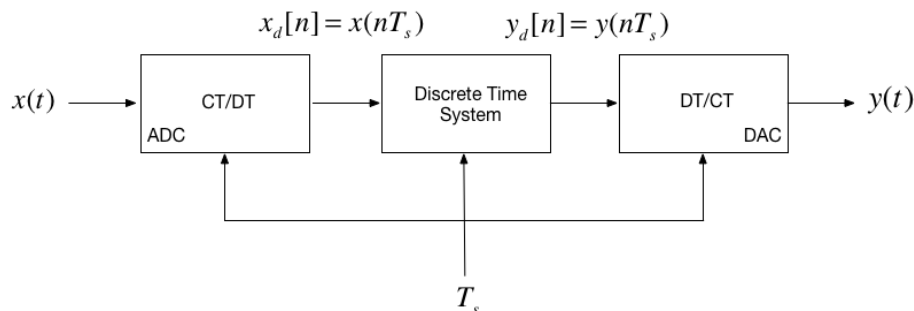 x_d[n] = x(nT_s)
y_d[n] = y(nT_s)
x(t)
CT/DT
ADC
Discrete Time
System
DT/CT
DAC
y(t)
T_s